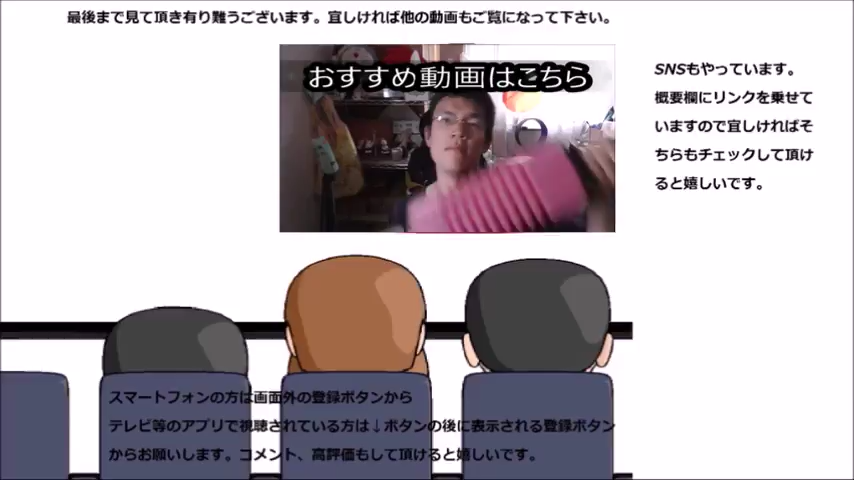 最後まで見て頂き有り難うございます。宜しければ他の動画もご覧になって下さい。
おすすめ動画はこちら
SNSもやっています。
概要欄にリンクを乗せて
いますので宜しければそ
ちらもチェックして頂け
ると嬉しいです。
スマートフォンの方は画面外の登録ボタンから
テレビ等のアプリで視聴されている方は↓ボタンの後に表示される登録ボタン
からお願いします。コメント、高評価もして頂けると嬉しいです。